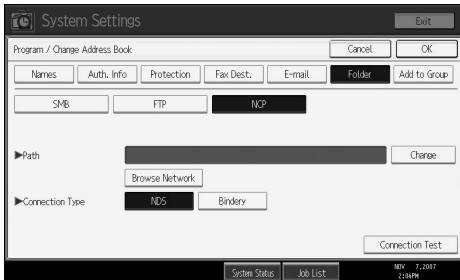 System Settings Exit
Program / Change Address Book Cancel OK
Names Auth. Info Protection Fax Dest. E-mail Folder Add to Group
SMB FTP NCP
▶Path Change
Browse Network
▶Connection Type NDS Bindery
Connection Test
System Status Job List NOV 7,2007
2:04PM